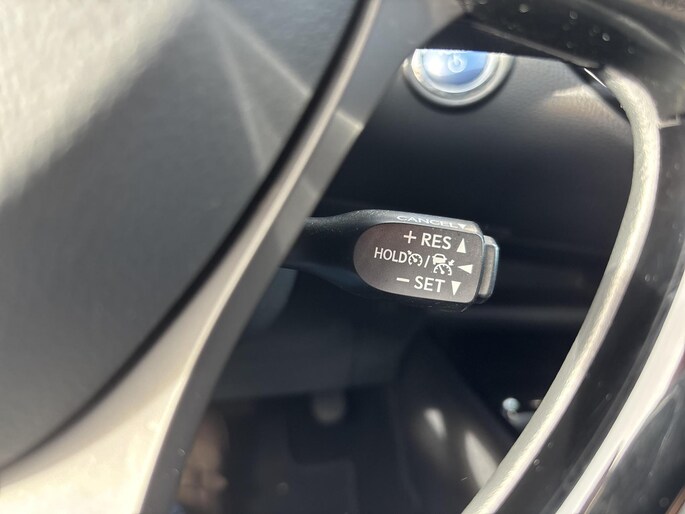 CANCEL▼
+ RES ▲
HOLD / ◀
− SET ▼